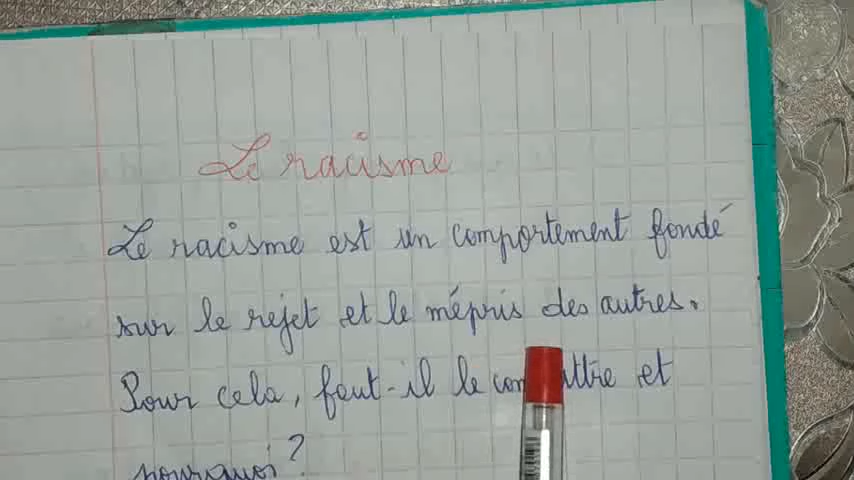 Le racisme
Le racisme est un comportement fondé
sur le rejet et le mépris des autres.
Pour cela, faut-il le et
pourquoi?